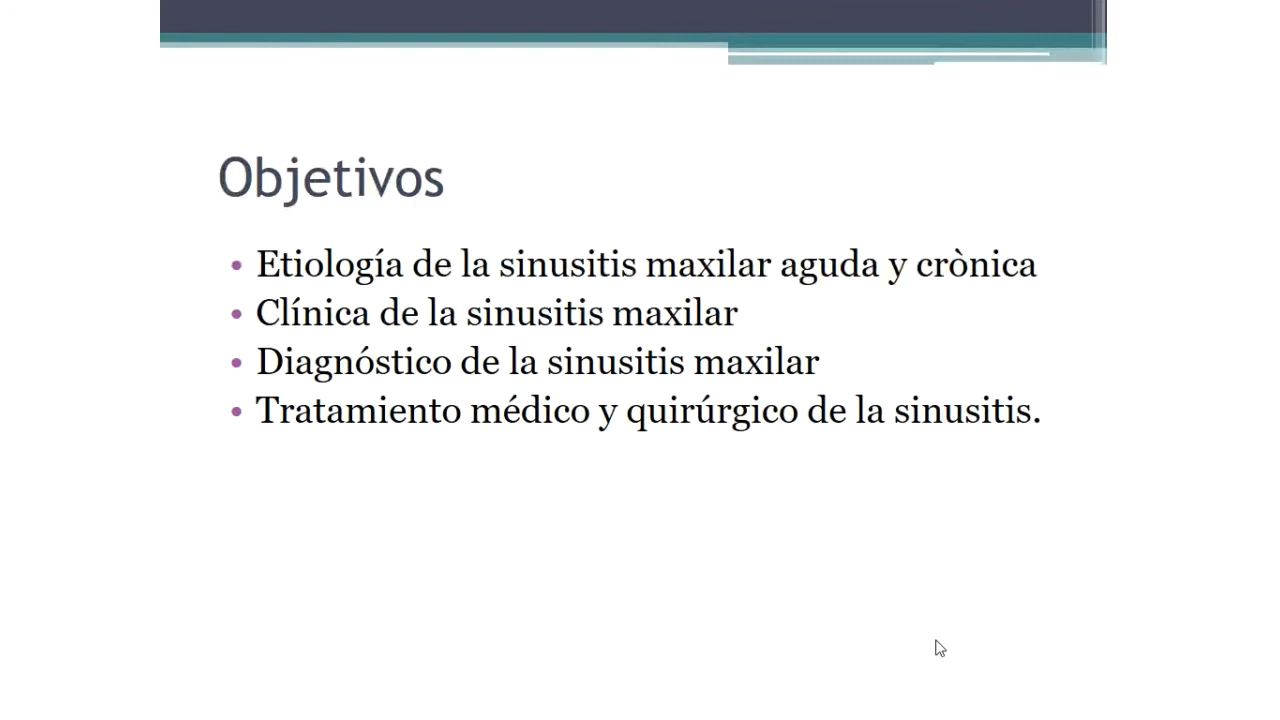 Objetivos
• Etiología de la sinusitis maxilar aguda y crònica
• Clínica de la sinusitis maxilar
• Diagnóstico de la sinusitis maxilar
• Tratamiento médico y quirúrgico de la sinusitis.